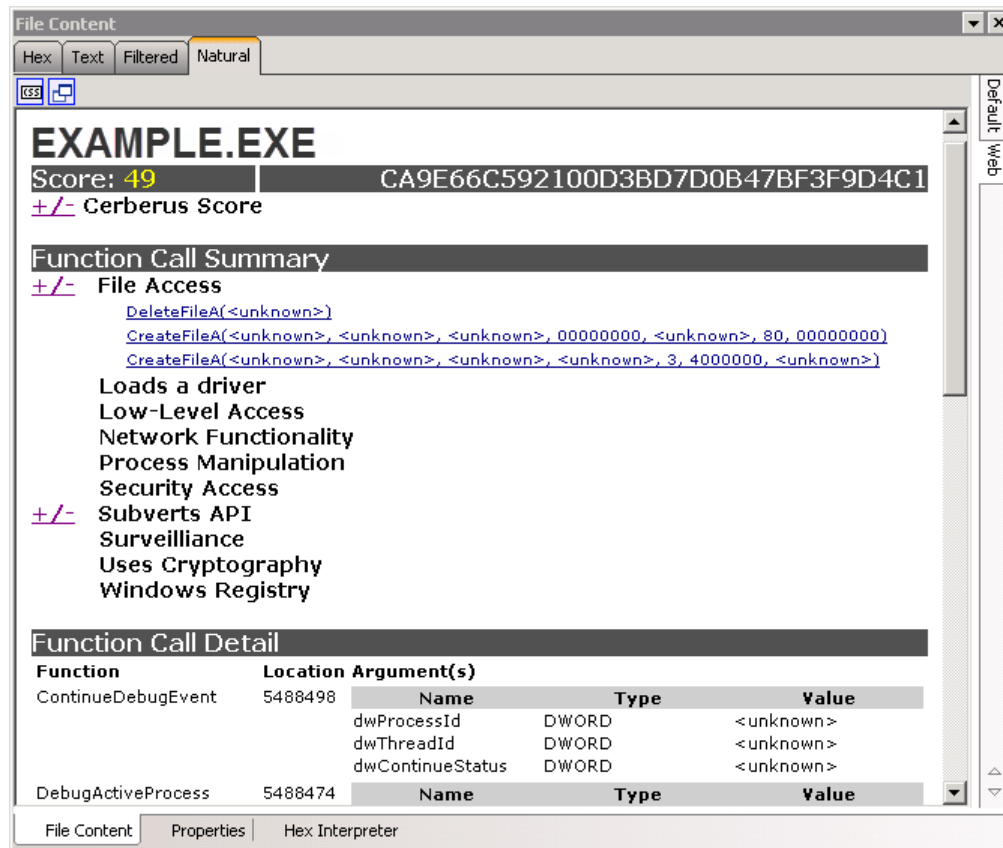 File Content
Hex Text Filtered Natural
css
Default Web
EXAMPLE.EXE
Score: 49 CA9E66C592100D3BD7D0B47BF3F9D4C1
+/- Cerberus Score
Function Call Summary
+/- File Access
DeleteFileA(<unknown>)
CreateFileA(<unknown>, <unknown>, <unknown>, 00000000, <unknown>, 80, 00000000)
CreateFileA(<unknown>, <unknown>, <unknown>, <unknown>, 3, 4000000, <unknown>)
Loads a driver
Low-Level Access
Network Functionality
Process Manipulation
Security Access
+/- Subverts API
Surveilliance
Uses Cryptography
Windows Registry
Function Call Detail
Function Location Argument(s)
ContinueDebugEvent 5488498 Name Type Value
dwProcessId DWORD <unknown>
dwThreadId DWORD <unknown>
dwContinueStatus DWORD <unknown>
DebugActiveProcess 5488474 Name Type Value
File Content Properties Hex Interpreter